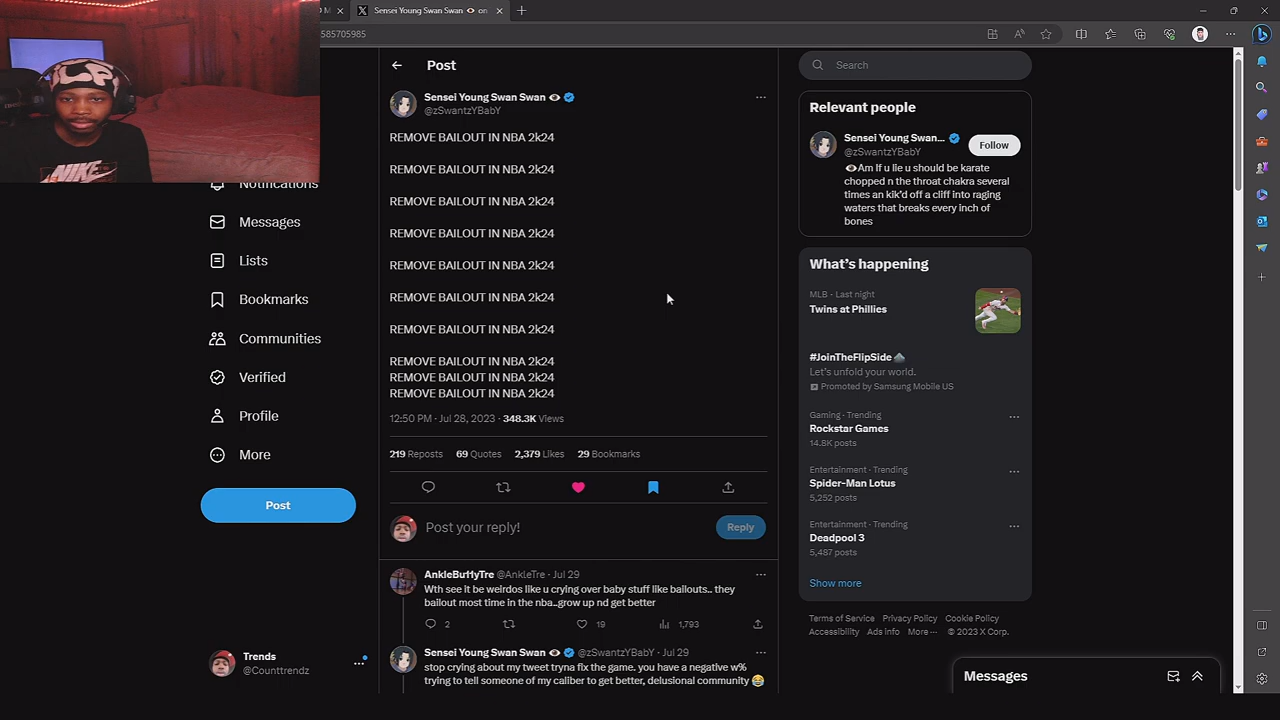 Sensei Young Swan Swan 👁 on
585705985
Post
Sensei Young Swan Swan 👁
@zSwantzYBabY
REMOVE BAILOUT IN NBA 2k24
REMOVE BAILOUT IN NBA 2k24
REMOVE BAILOUT IN NBA 2k24
REMOVE BAILOUT IN NBA 2k24
REMOVE BAILOUT IN NBA 2k24
REMOVE BAILOUT IN NBA 2k24
REMOVE BAILOUT IN NBA 2k24
REMOVE BAILOUT IN NBA 2k24
REMOVE BAILOUT IN NBA 2k24
REMOVE BAILOUT IN NBA 2k24
12:50 PM · Jul 28, 2023 · 348.3K Views
219 Reposts 69 Quotes 2,379 Likes 29 Bookmarks
Post your reply!
Reply
AnkleBu11yTre @AnkleTre · Jul 29
Wth see it be weirdos like u crying over baby stuff like bailouts.. they
bailout most time in the nba..grow up nd get better
2 19 1,793
Sensei Young Swan Swan 👁 @zSwantzYBabY · Jul 29
stop crying about my tweet tryna fix the game. you have a negative w%
trying to tell someone of my caliber to get better, delusional community 😂
Notifications
Messages
Lists
Bookmarks
Communities
Verified
Profile
More
Post
Trends
@Counttrendz
Search
Relevant people
Sensei Young Swan...
@zSwantzYBabY
Follow
👁Am If u lie u should be karate
chopped n the throat chakra several
times an kik'd off a cliff into raging
waters that breaks every inch of
bones
What's happening
MLB · Last night
Twins at Phillies
#JoinTheFlipSide
Let's unfold your world.
Promoted by Samsung Mobile US
Gaming · Trending
Rockstar Games
14.8K posts
Entertainment · Trending
Spider-Man Lotus
5,252 posts
Entertainment · Trending
Deadpool 3
5,487 posts
Show more
Terms of Service Privacy Policy Cookie Policy
Accessibility Ads info More ··· © 2023 X Corp.
Messages
NIKE